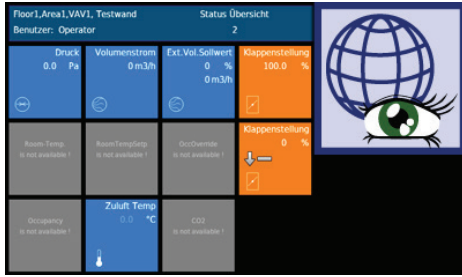 Floor1,Area1,VAV1, Testwand
Status Übersicht
Benutzer: Operator
2
Druck
0.0 Pa
Volumenstrom
0 m3/h
Ext.Vol.Sollwert
0 %
0 m3/h
Klappenstellung
100.0 %
Room-Temp.
is not available !
RoomTempSetp
is not available !
OccOverride
is not available !
Klappenstellung
0 %
Occupancy
is not available !
Zuluft Temp
0.0 °C
CO2
is not available !